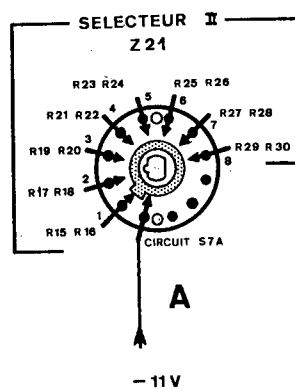 SELECTEUR II
Z 21
R23 R24
R25 R26
5
6
R21 R22
4
R27 R28
7
3
R19 R20
8
R29 R30
2
R17 R18
1
R15 R16
CIRCUIT S7A
A
-11V